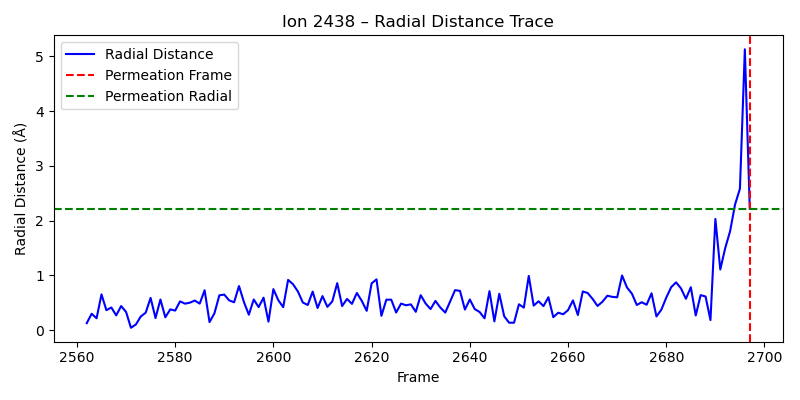 Ion 2438 – Radial Distance Trace
Radial Distance
Permeation Frame
Permeation Radial
Radial Distance (Å)
5
4
3
2
1
0
2560 2580 2600 2620 2640 2660 2680 2700
Frame